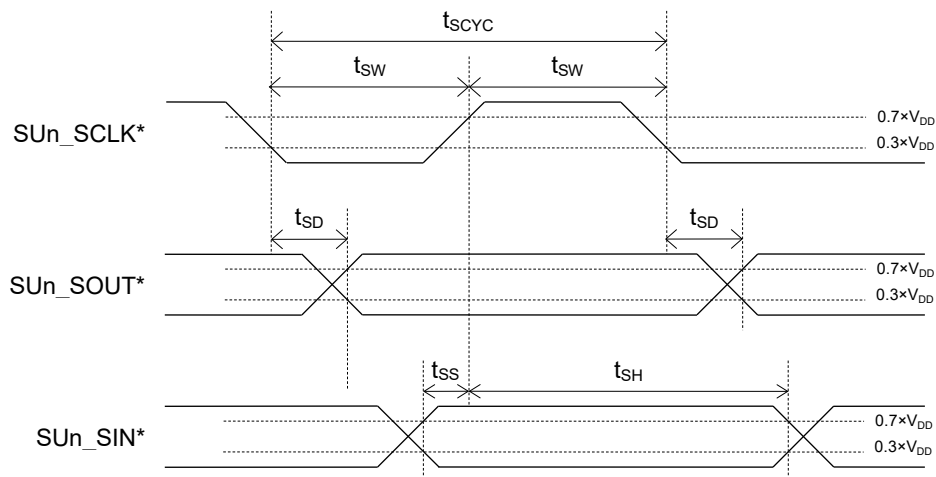 tSCYC
tSW tSW
SUn_SCLK*
0.7×VDD
0.3×VDD
tSD tSD
SUn_SOUT*
0.7×VDD
0.3×VDD
tSS tSH
SUn_SIN*
0.7×VDD
0.3×VDD